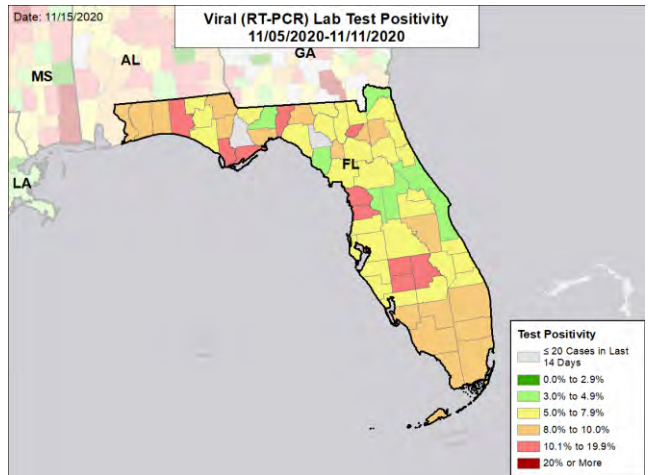 Date: 11/15/2020
Viral (RT-PCR) Lab Test Positivity
11/05/2020-11/11/2020
GA
AL
MS
FL
LA
Test Positivity
≤ 20 Cases in Last
14 Days
0.0% to 2.9%
3.0% to 4.9%
5.0% to 7.9%
8.0% to 10.0%
10.1% to 19.9%
20% or More